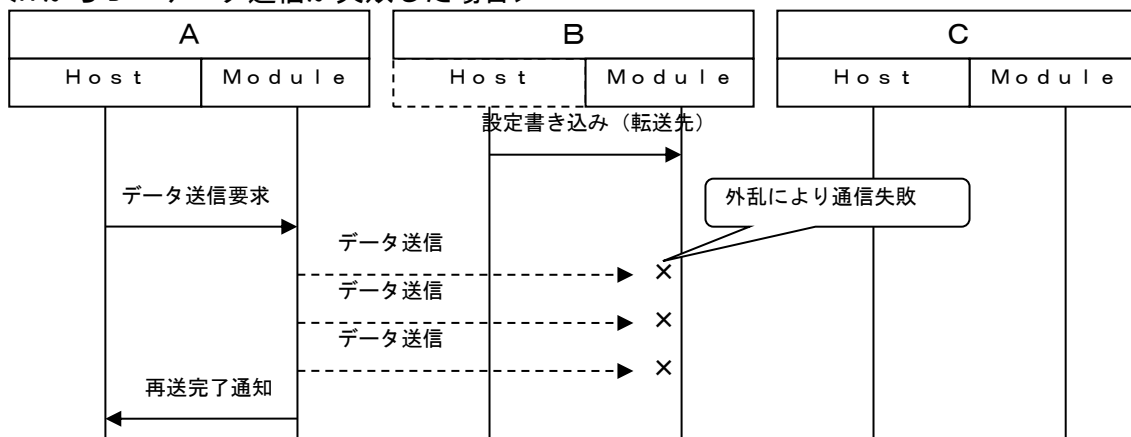 A
B
C
Host
Module
Host
Module
Host
Module
設定書き込み（転送先）
データ送信要求
外乱により通信失敗
データ送信
×
データ送信
×
データ送信
×
再送完了通知